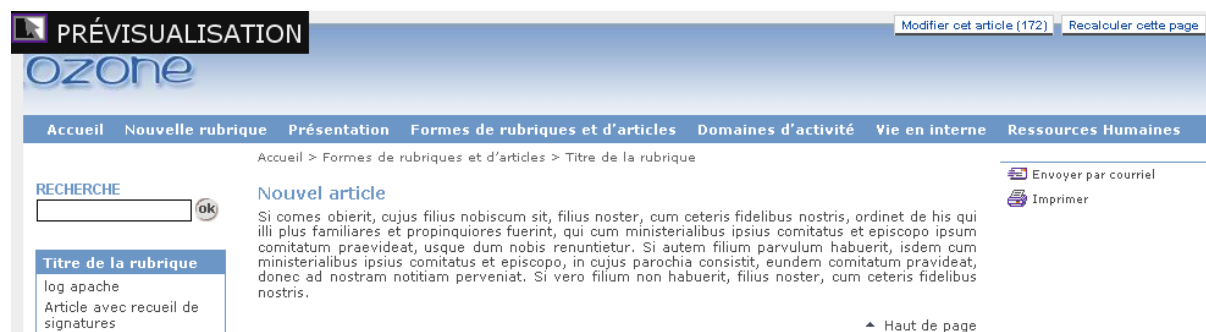 PRÉVISUALISATION
Modifier cet article (172)
Recalculer cette page
ozone
Accueil Nouvelle rubrique Présentation Formes de rubriques et d'articles Domaines d'activité Vie en interne Ressources Humaines
Accueil > Formes de rubriques et d'articles > Titre de la rubrique
RECHERCHE
ok
Titre de la rubrique
log apache
Article avec recueil de
signatures
Nouvel article
Si comes obierit, cujus filius nobiscum sit, filius noster, cum ceteris fidelibus nostris, ordinet de his qui
illi plus familiares et propinquiores fuerint, qui cum ministerialibus ipsius comitatus et episcopo ipsum
comitatum praevideat, usque dum nobis renuntietur. Si autem filium parvulum habuerit, isdem cum
ministerialibus ipsius comitatus et episcopo, in cujus parochia consistit, eundem comitatum pravideat,
donec ad nostram notitiam perveniat. Si vero filium non habuerit, filius noster, cum ceteris fidelibus
nostris.
Haut de page
Envoyer par courriel
Imprimer